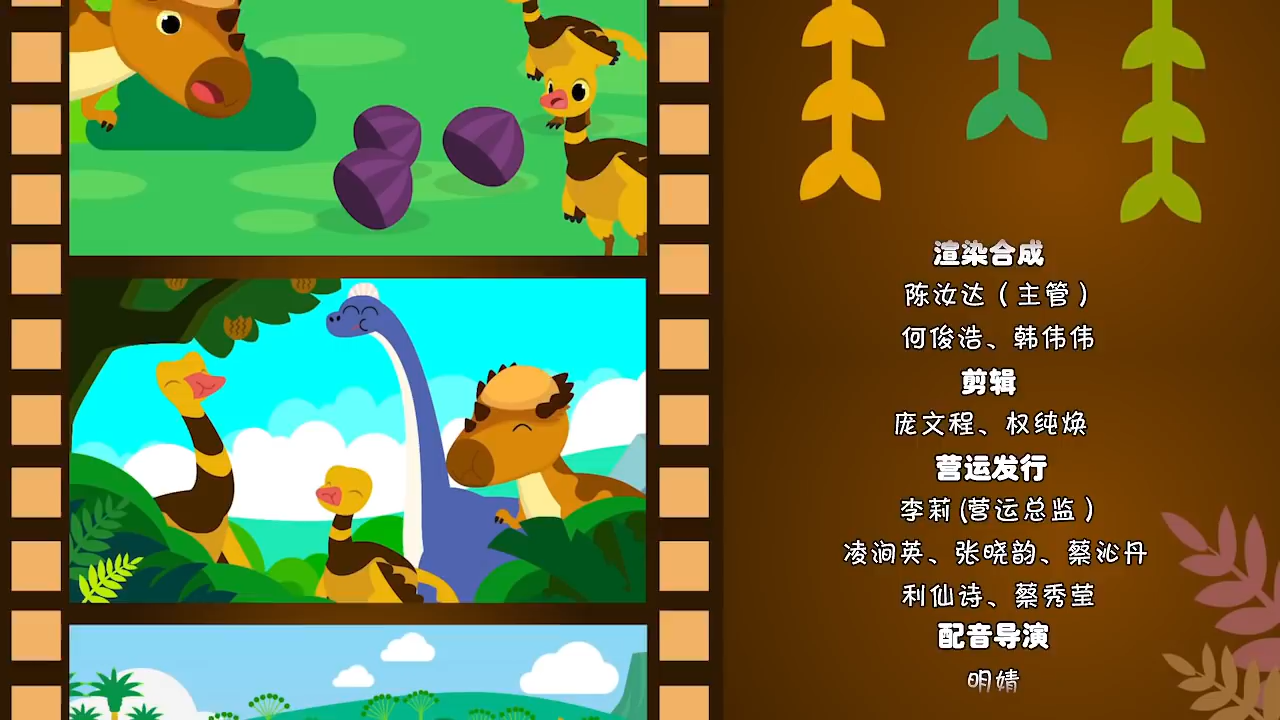 渲染合成
陈汝达（主管）
何俊浩、韩伟伟
剪辑
庞文程、权纯焕
营运发行
李莉(营运总监）
凌涧英、张晓韵、蔡沁丹
利仙诗、蔡秀莹
配音导演
明婧